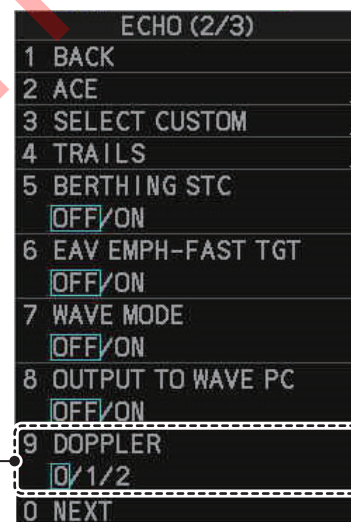 ECHO (2/3)
1 BACK
2 ACE
3 SELECT CUSTOM
4 TRAILS
5 BERTHING STC
OFF/ON
6 EAV EMPH-FAST TGT
OFF/ON
7 WAVE MODE
OFF/ON
8 OUTPUT TO WAVE PC
OFF/ON
9 DOPPLER
0/1/2
0 NEXT